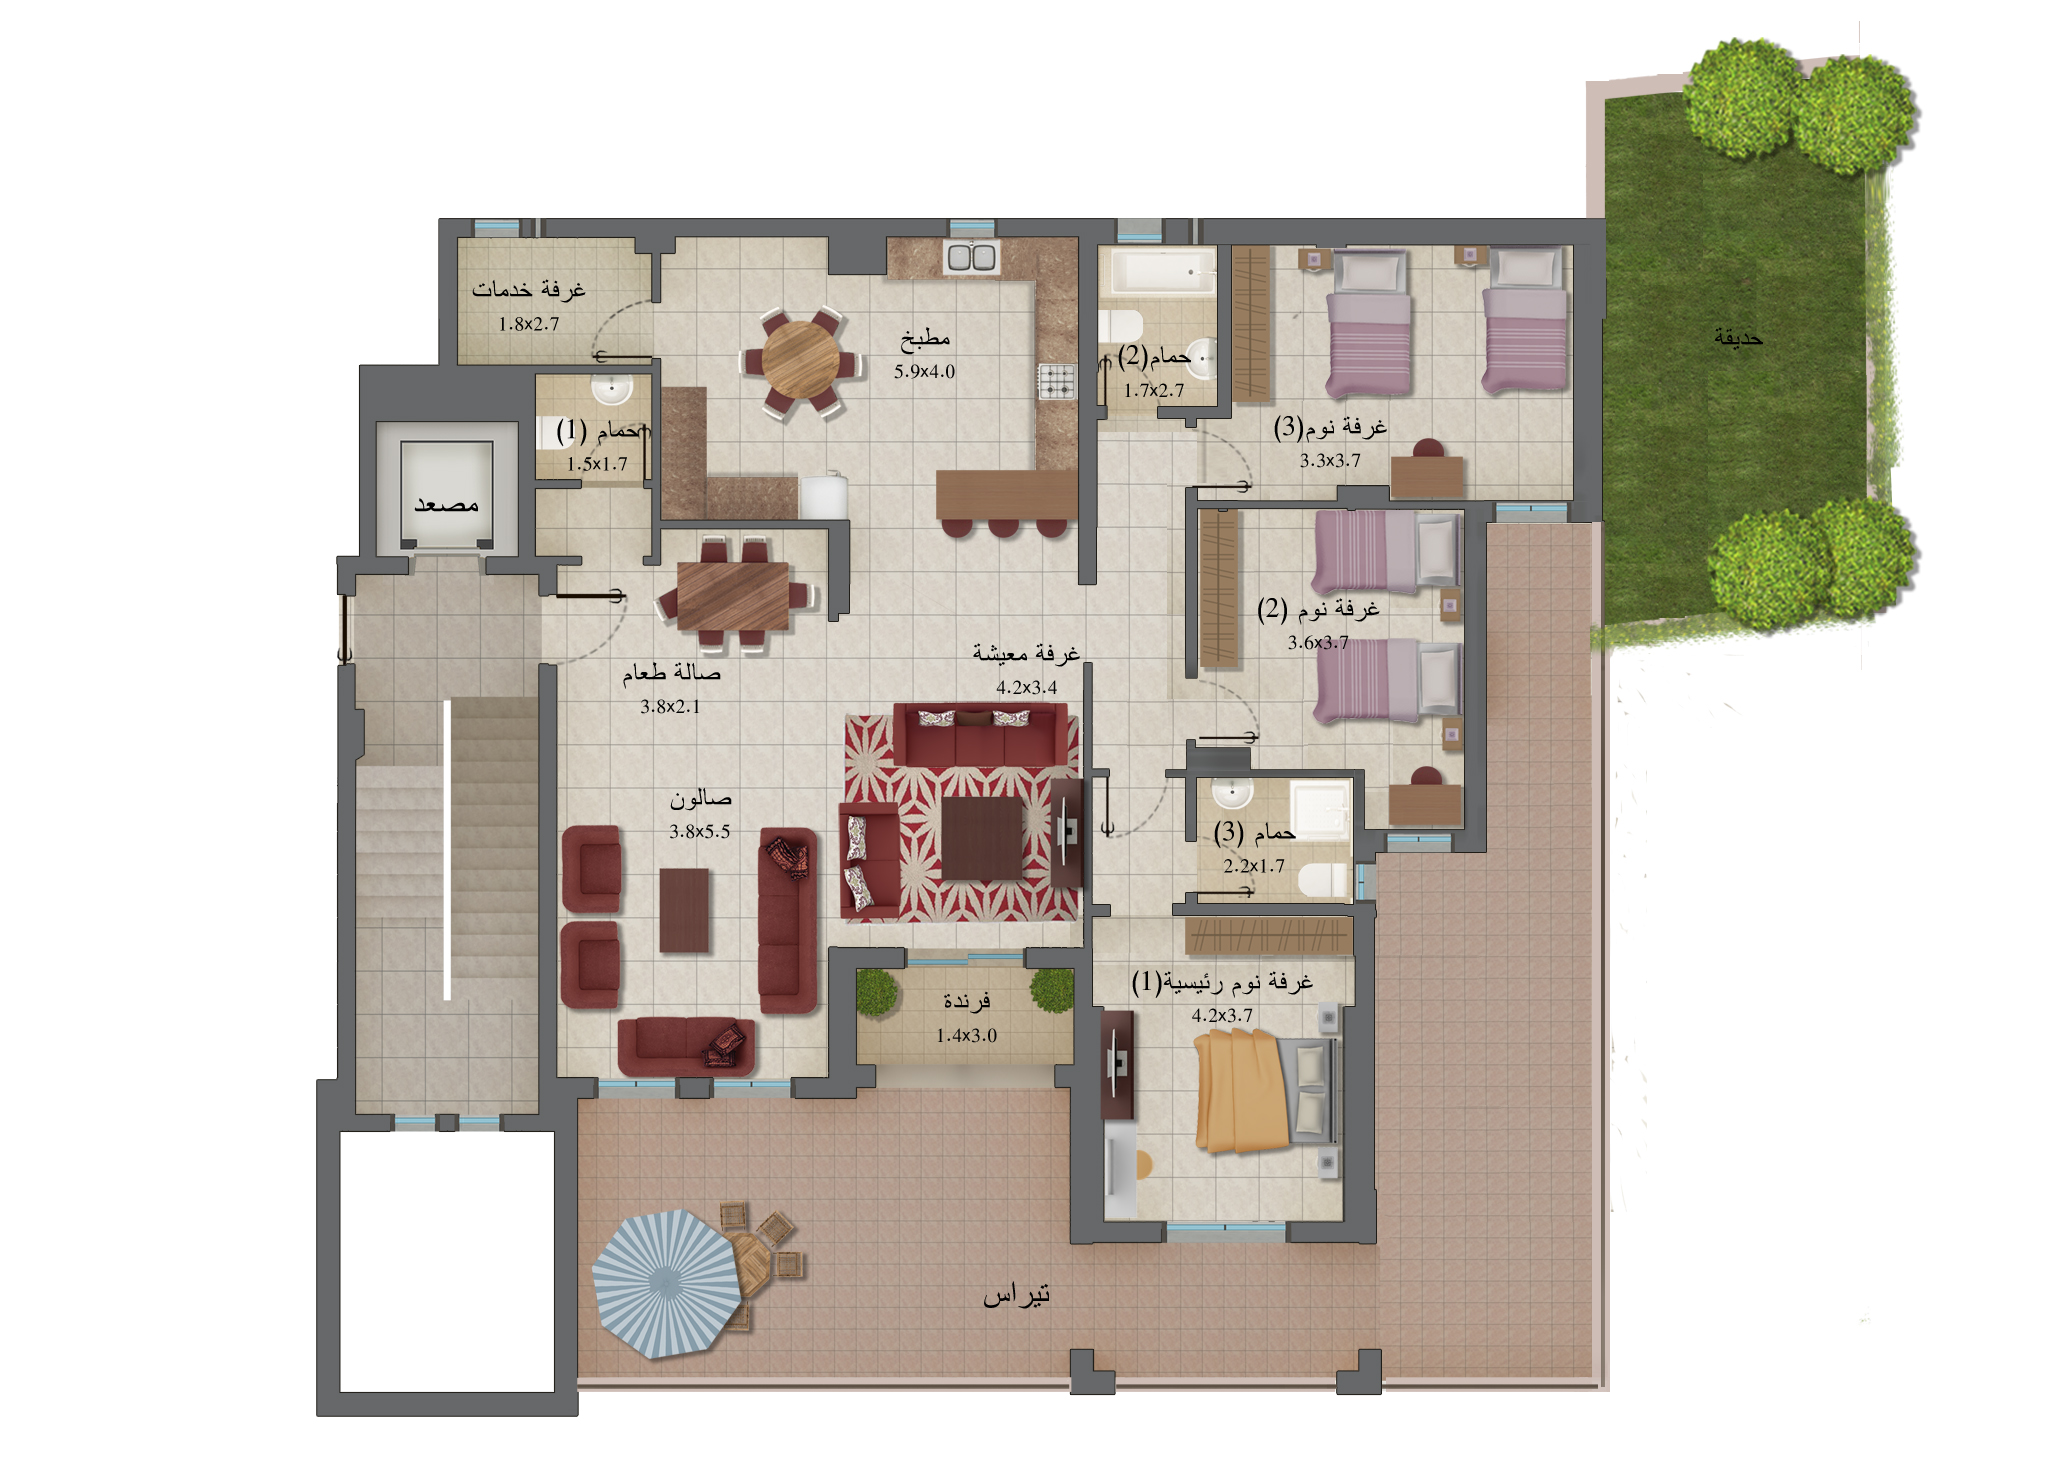 غرفة خدمات
1.8x2.7
مطبخ
5.9x4.0
حمام(2)
1.7x2.7
حديقة
حمام (1)
1.5x1.7
غرفة نوم(3)
3.3x3.7
مصعد
غرفة نوم (2)
3.6x3.7
غرفة معيشة
4.2x3.4
صالة طعام
3.8x2.1
صالون
3.8x5.5
حمام (3)
2.2x1.7
غرفة نوم رئيسية(1)
4.2x3.7
فرندة
1.4x3.0
تيراس